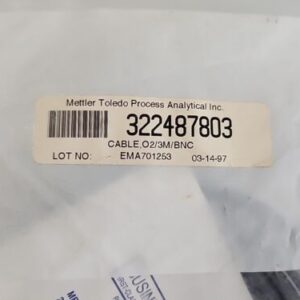 Mettler Toledo Process Analytical Inc.
322487803
CABLE,O2/3M/BNC
LOT NO: EMA701253 03-14-97